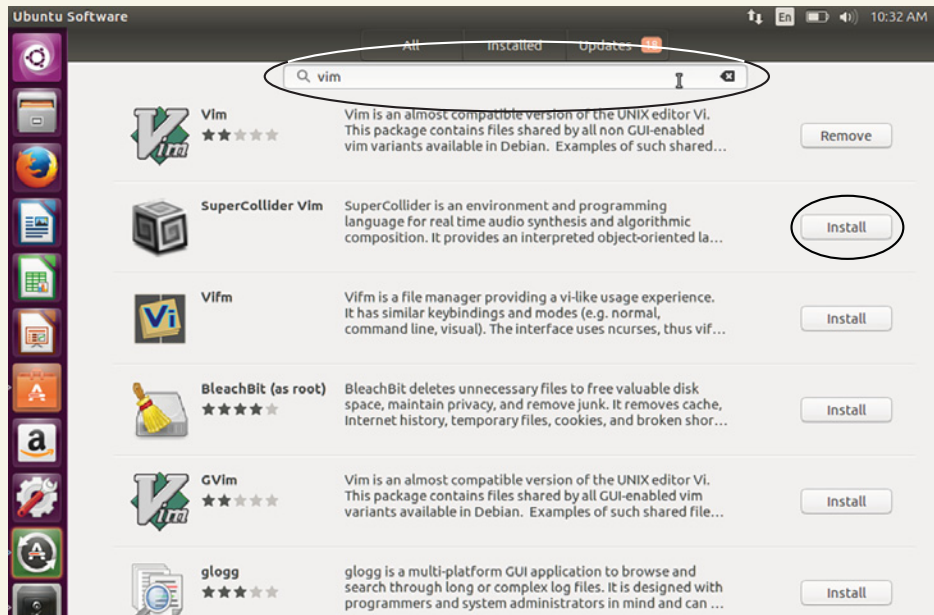 Ubuntu Software
En
10:32 AM
All Installed Updates 18
vim
Vim
Vim is an almost compatible version of the UNIX editor Vi.
This package contains files shared by all non GUI-enabled
vim variants available in Debian. Examples of such shared...
Remove
SuperCollider Vim
SuperCollider is an environment and programming
language for real time audio synthesis and algorithmic
composition. It provides an interpreted object-oriented la...
Install
Vifm
Vifm is a file manager providing a vi-like usage experience.
It has similar keybindings and modes (e.g. normal,
command line, visual). The interface uses ncurses, thus vif...
Install
BleachBit (as root)
BleachBit deletes unnecessary files to free valuable disk
space, maintain privacy, and remove junk. It removes cache,
Internet history, temporary files, cookies, and broken shor...
Install
GVim
Vim is an almost compatible version of the UNIX editor Vi.
This package contains files shared by all GUI-enabled vim
variants available in Debian. Examples of such shared file...
Install
glogg
glogg is a multi-platform GUI application to browse and
search through long or complex log files. It is designed with
programmers and system administrators in mind and can ...
Install